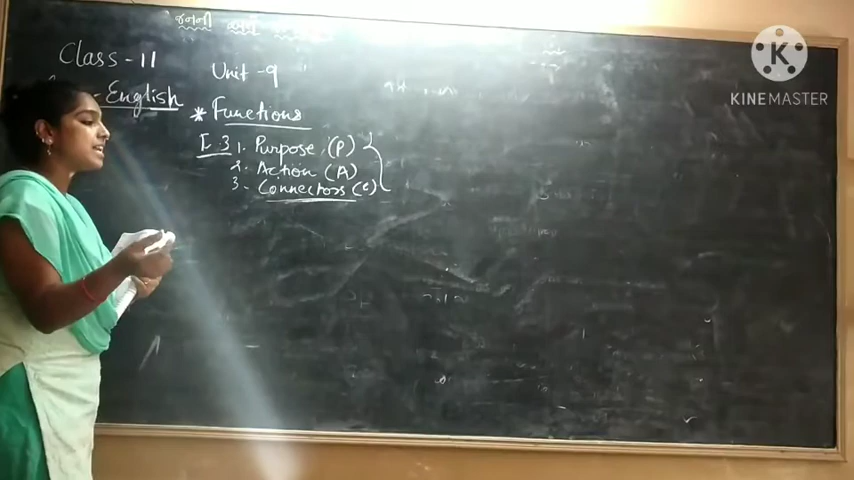 Class - 11
- English
Unit - 9
* Functions
I. 3 1. Purpose (P)
2. Action (A)
3. Connectors (c)
K
KINEMASTER